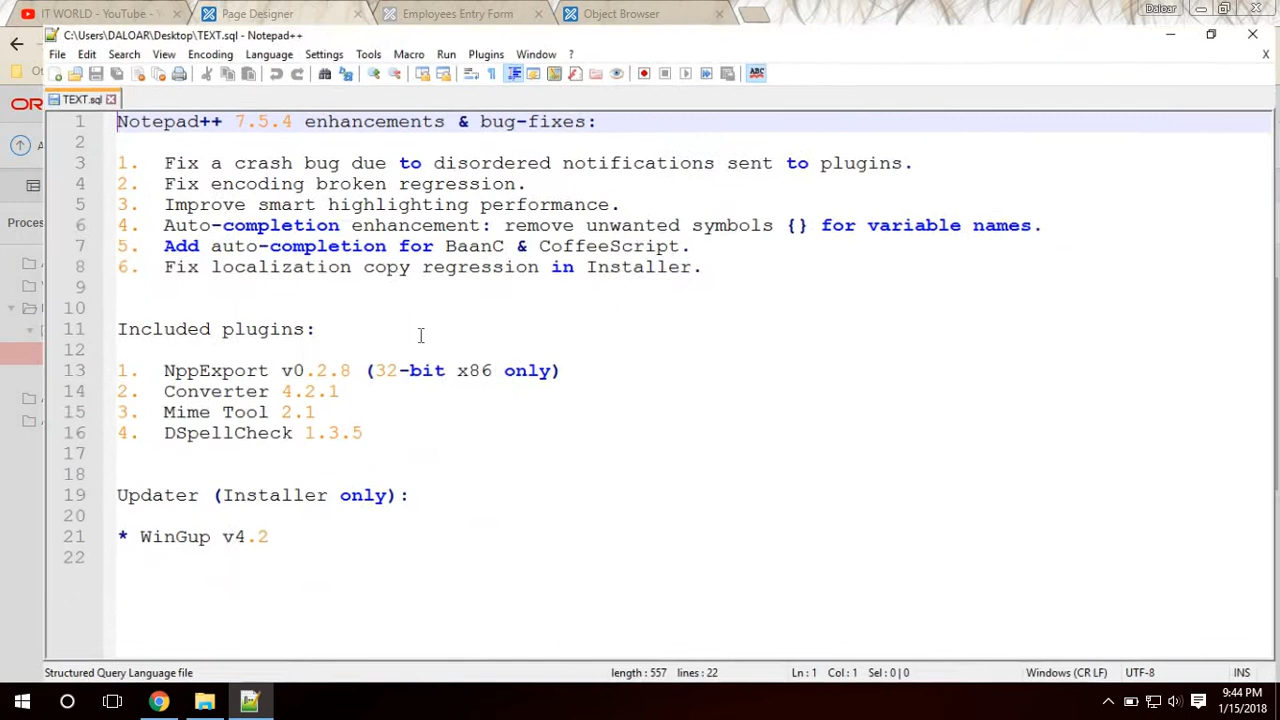 IT WORLD - YouTube -
Page Designer
Employees Entry Form
Object Browser
Daloar
C:\Users\DALOAR\Desktop\TEXT.sql - Notepad++
File Edit Search View Encoding Language Settings Tools Macro Run Plugins Window ? X
ABC
TEXT.sql
OR
Proces
1 Notepad++ 7.5.4 enhancements & bug-fixes:
2
3 1. Fix a crash bug due to disordered notifications sent to plugins.
4 2. Fix encoding broken regression.
5 3. Improve smart highlighting performance.
6 4. Auto-completion enhancement: remove unwanted symbols {} for variable names.
7 5. Add auto-completion for BaanC & CoffeeScript.
8 6. Fix localization copy regression in Installer.
9
10
11 Included plugins:
12
13 1. NppExport v0.2.8 (32-bit x86 only)
14 2. Converter 4.2.1
15 3. Mime Tool 2.1
16 4. DSpellCheck 1.3.5
17
18
19 Updater (Installer only):
20
21 * WinGup v4.2
22
Structured Query Language file length : 557 lines : 22 Ln : 1 Col : 1 Sel : 0 | 0 Windows (CR LF) UTF-8 INS
9:44 PM
1/15/2018